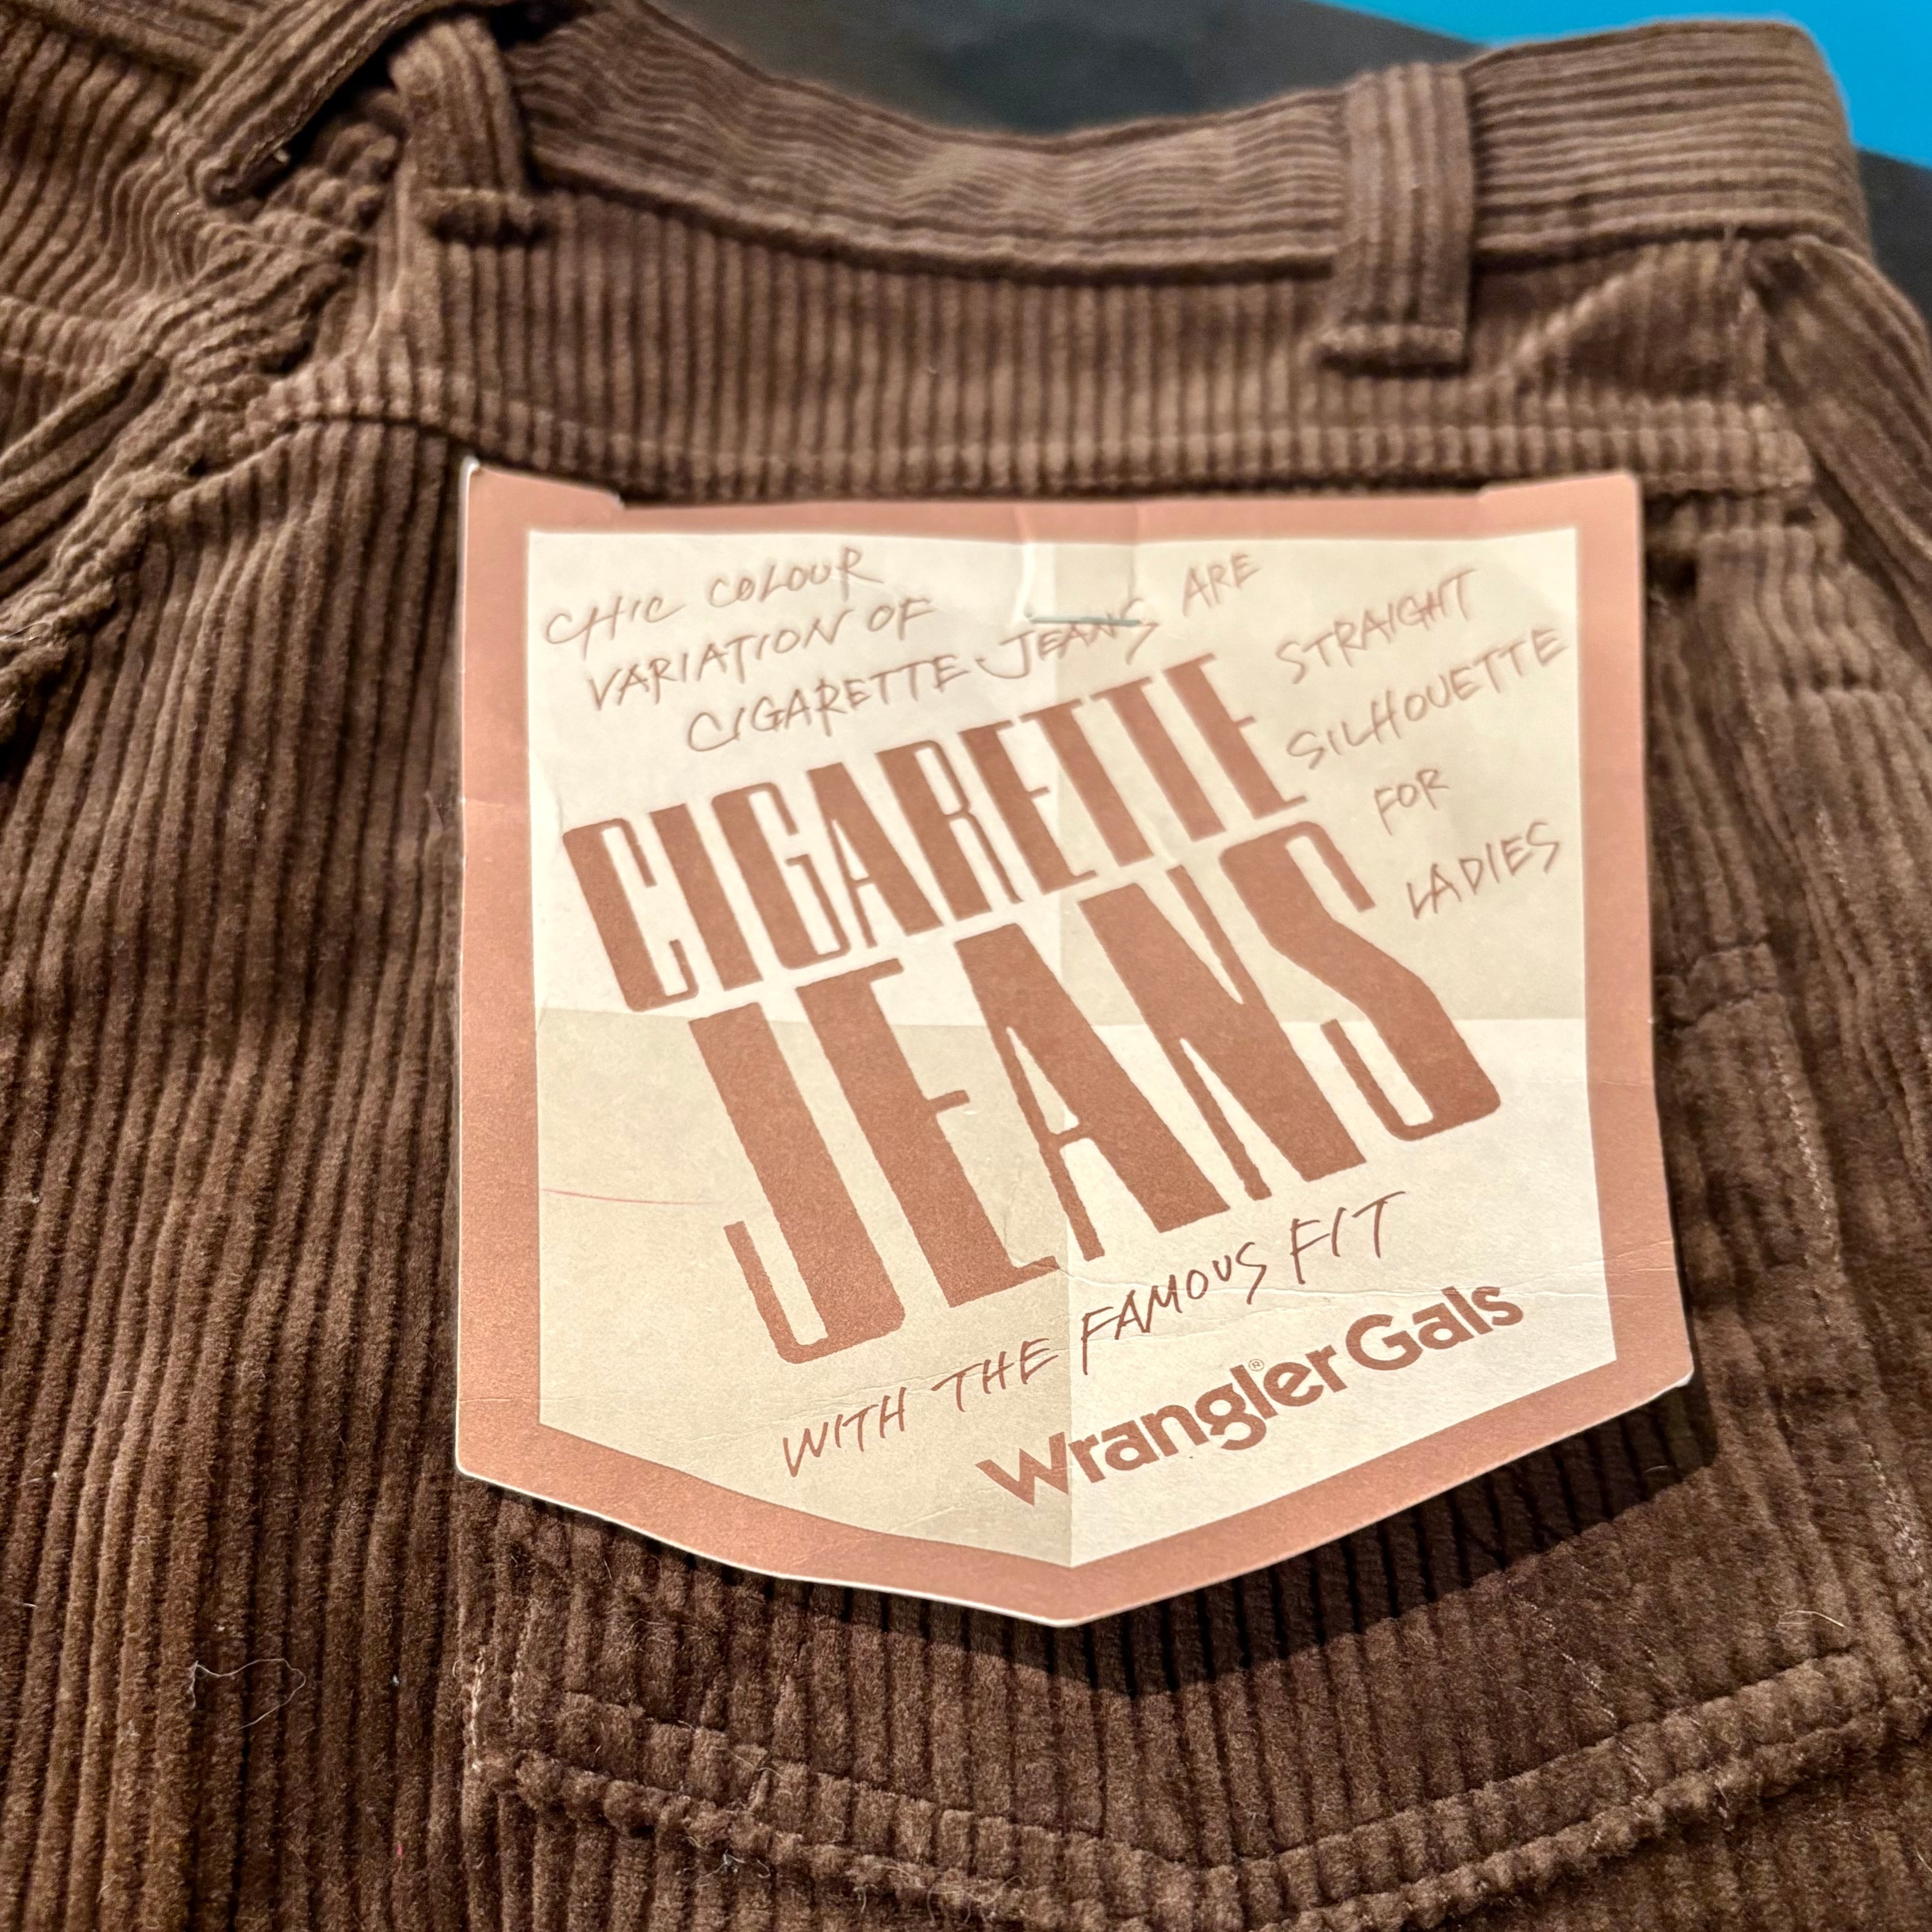 CHIC COLOUR
VARIATION OF
CIGARETTE JEANS ARE
STRAIGHT
SILHOUETTE
FOR
LADIES
CIGARETTE
JEANS
WITH THE FAMOUS FIT
Wrangler® Gals